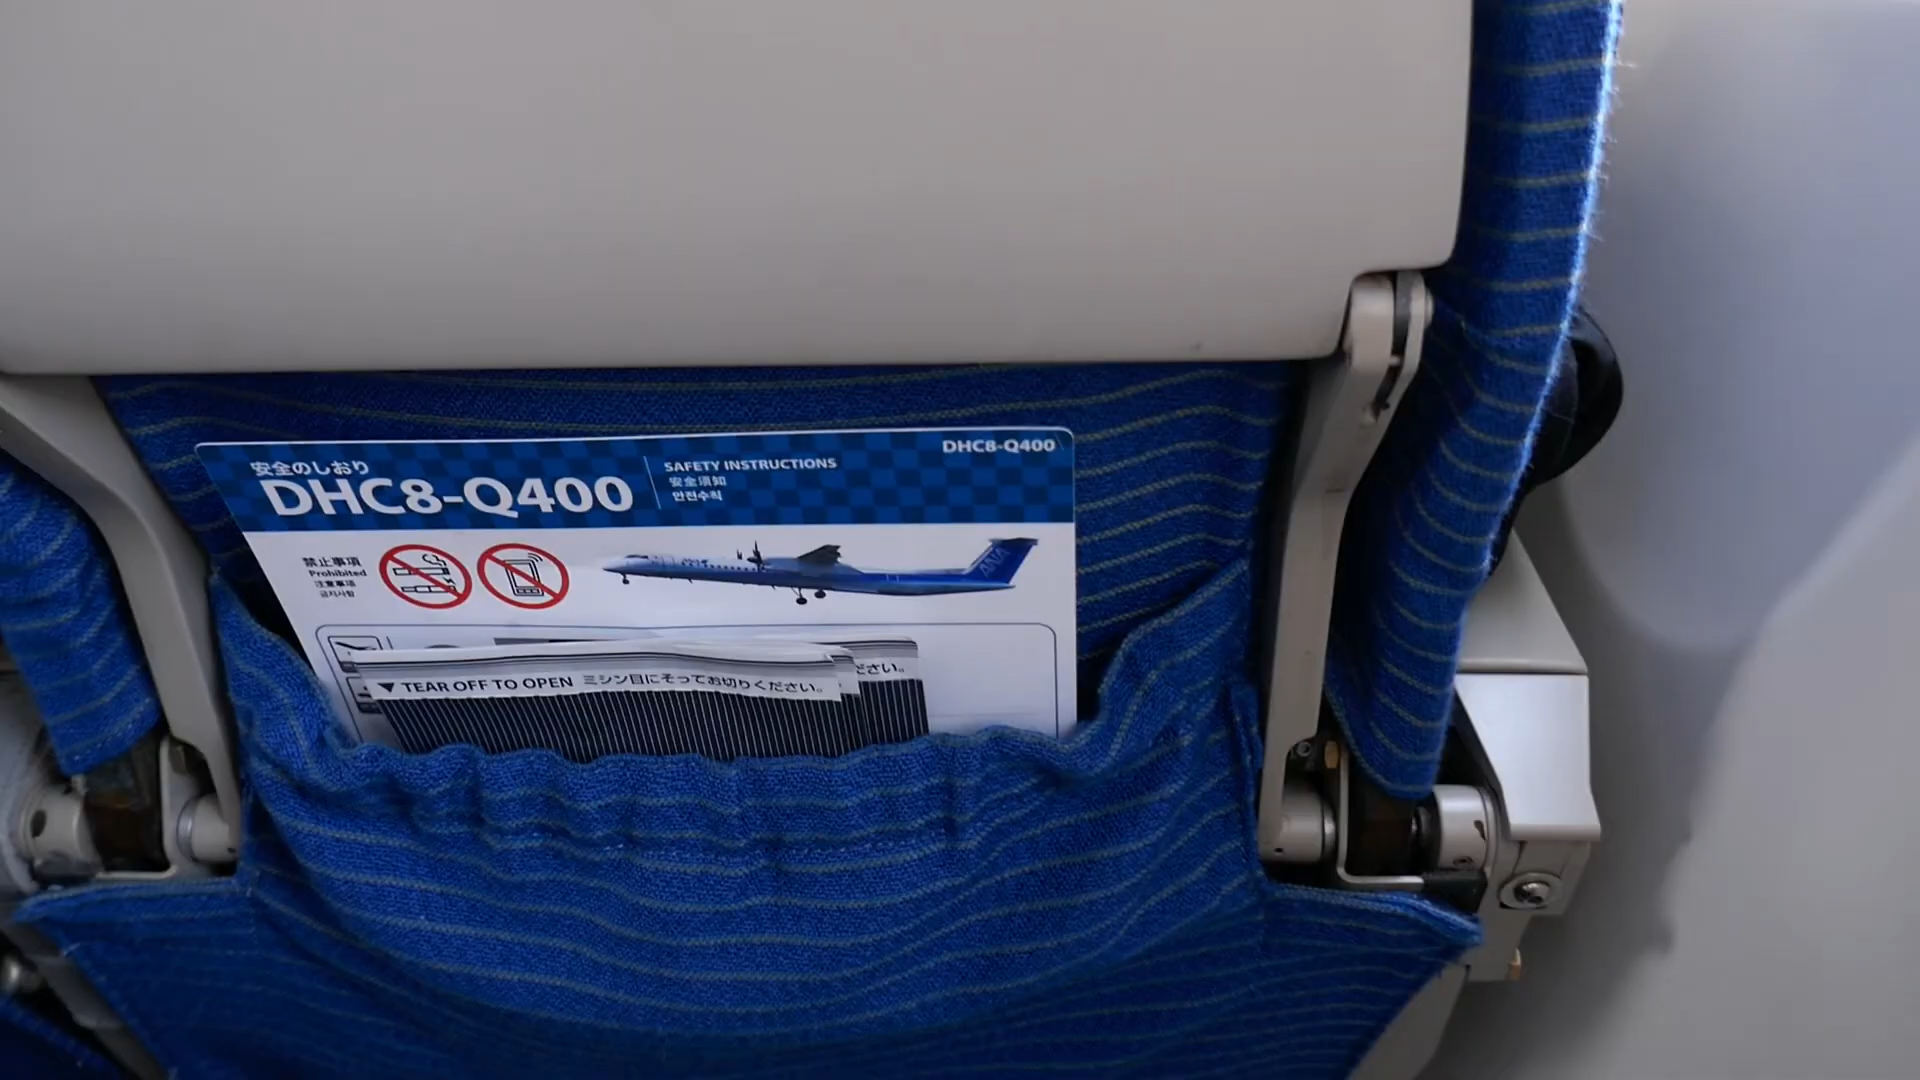 安全のしおり
DHC8-Q400
SAFETY INSTRUCTIONS
安全须知
안전수칙
DHC8-Q400
禁止事項
Prohibited
注意事項
금지사항
ANA
▼ TEAR OFF TO OPEN ミシン目にそってお切りください。
ださい。